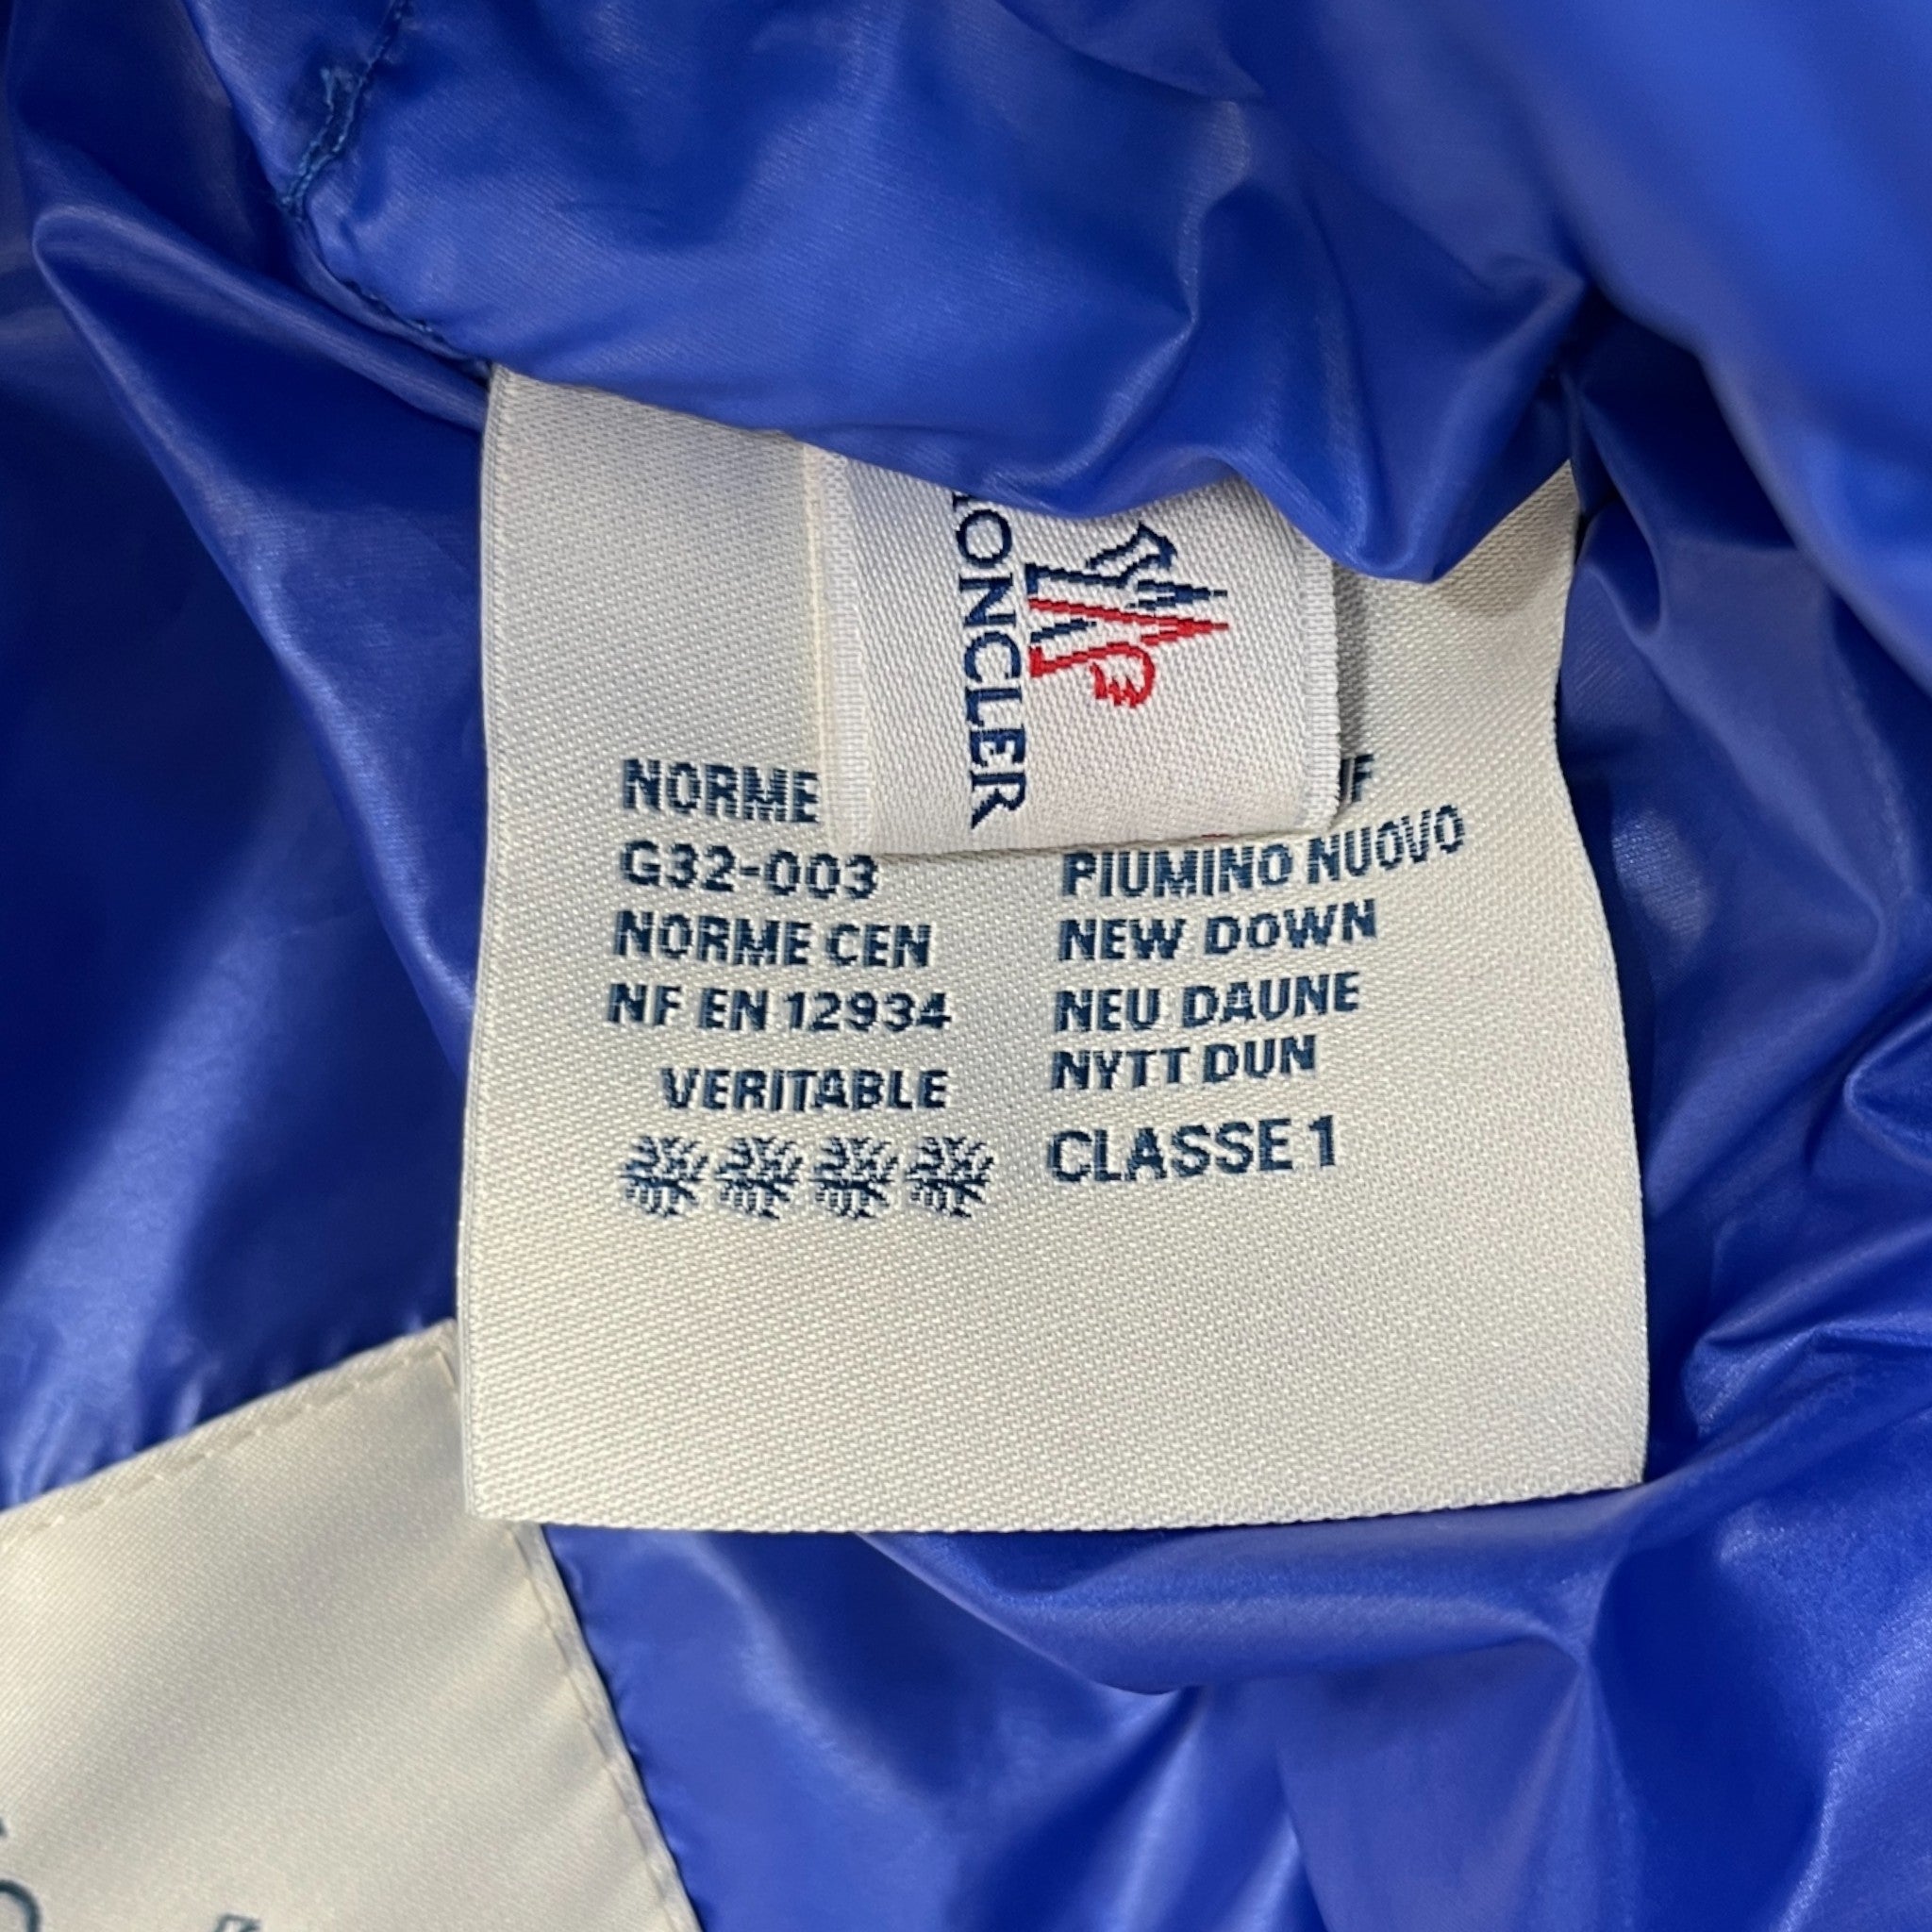 MONCLER
NORME
G32-003
NORME CEN
NF EN 12934
VERITABLE
PIUMINO NUOVO
NEW DOWN
NEU DAUNE
NYTT DUN
CLASSE 1